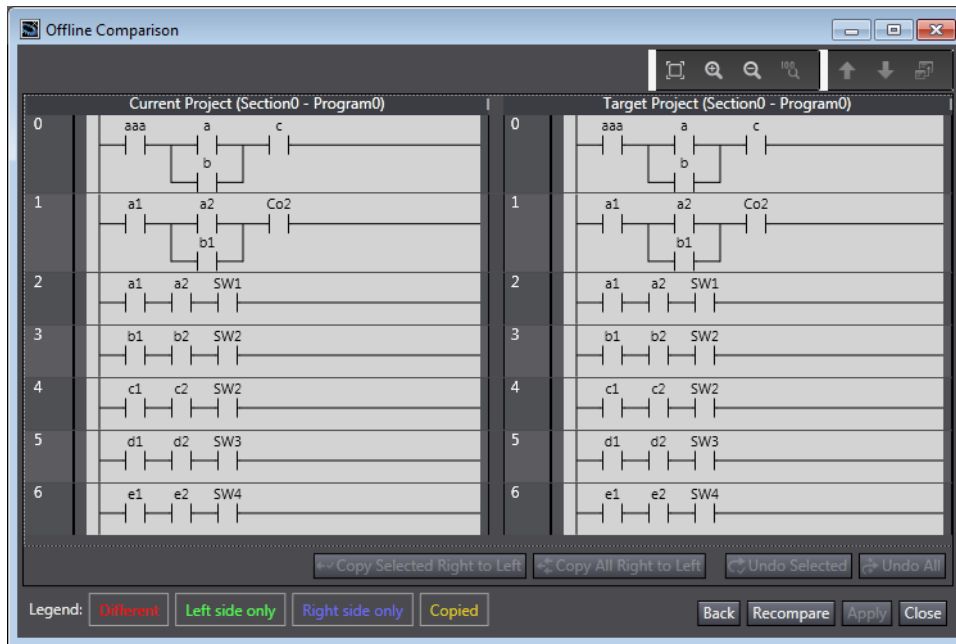 Offline Comparison
100
Current Project (Section0 - Program0)
Target Project (Section0 - Program0)
0 aaa a c
b
0 aaa a c
b
1 a1 a2 Co2
b1
1 a1 a2 Co2
b1
2 a1 a2 SW1
2 a1 a2 SW1
3 b1 b2 SW2
3 b1 b2 SW2
4 c1 c2 SW2
4 c1 c2 SW2
5 d1 d2 SW3
5 d1 d2 SW3
6 e1 e2 SW4
6 e1 e2 SW4
Copy Selected Right to Left Copy All Right to Left Undo Selected Undo All
Legend: Different Left side only Right side only Copied Back Recompare Apply Close